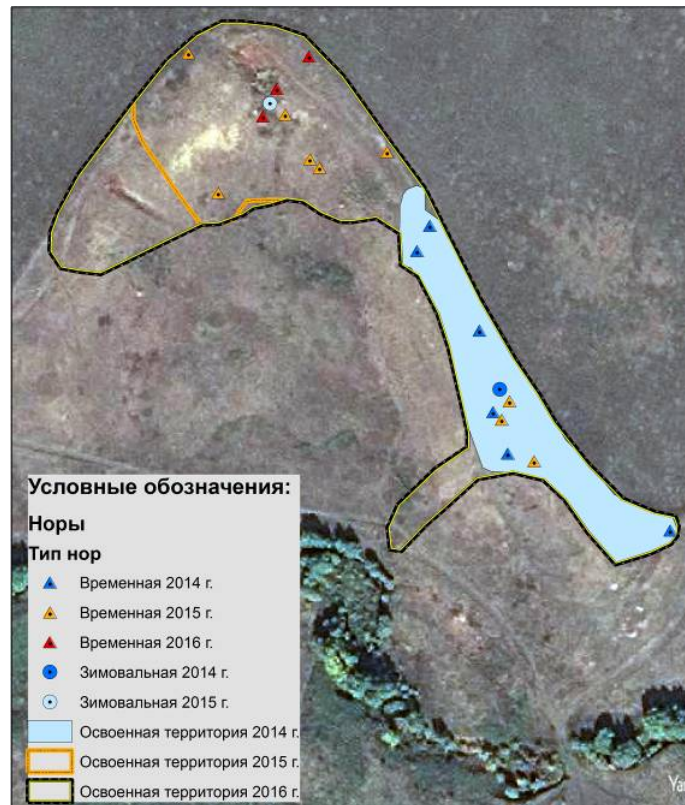 Условные обозначения:
Норы
Тип нор
Временная 2014 г.
Временная 2015 г.
Временная 2016 г.
Зимовальная 2014 г.
Зимовальная 2015 г.
Освоенная территория 2014 г.
Освоенная территория 2015 г.
Освоенная территория 2016 г.
Yan